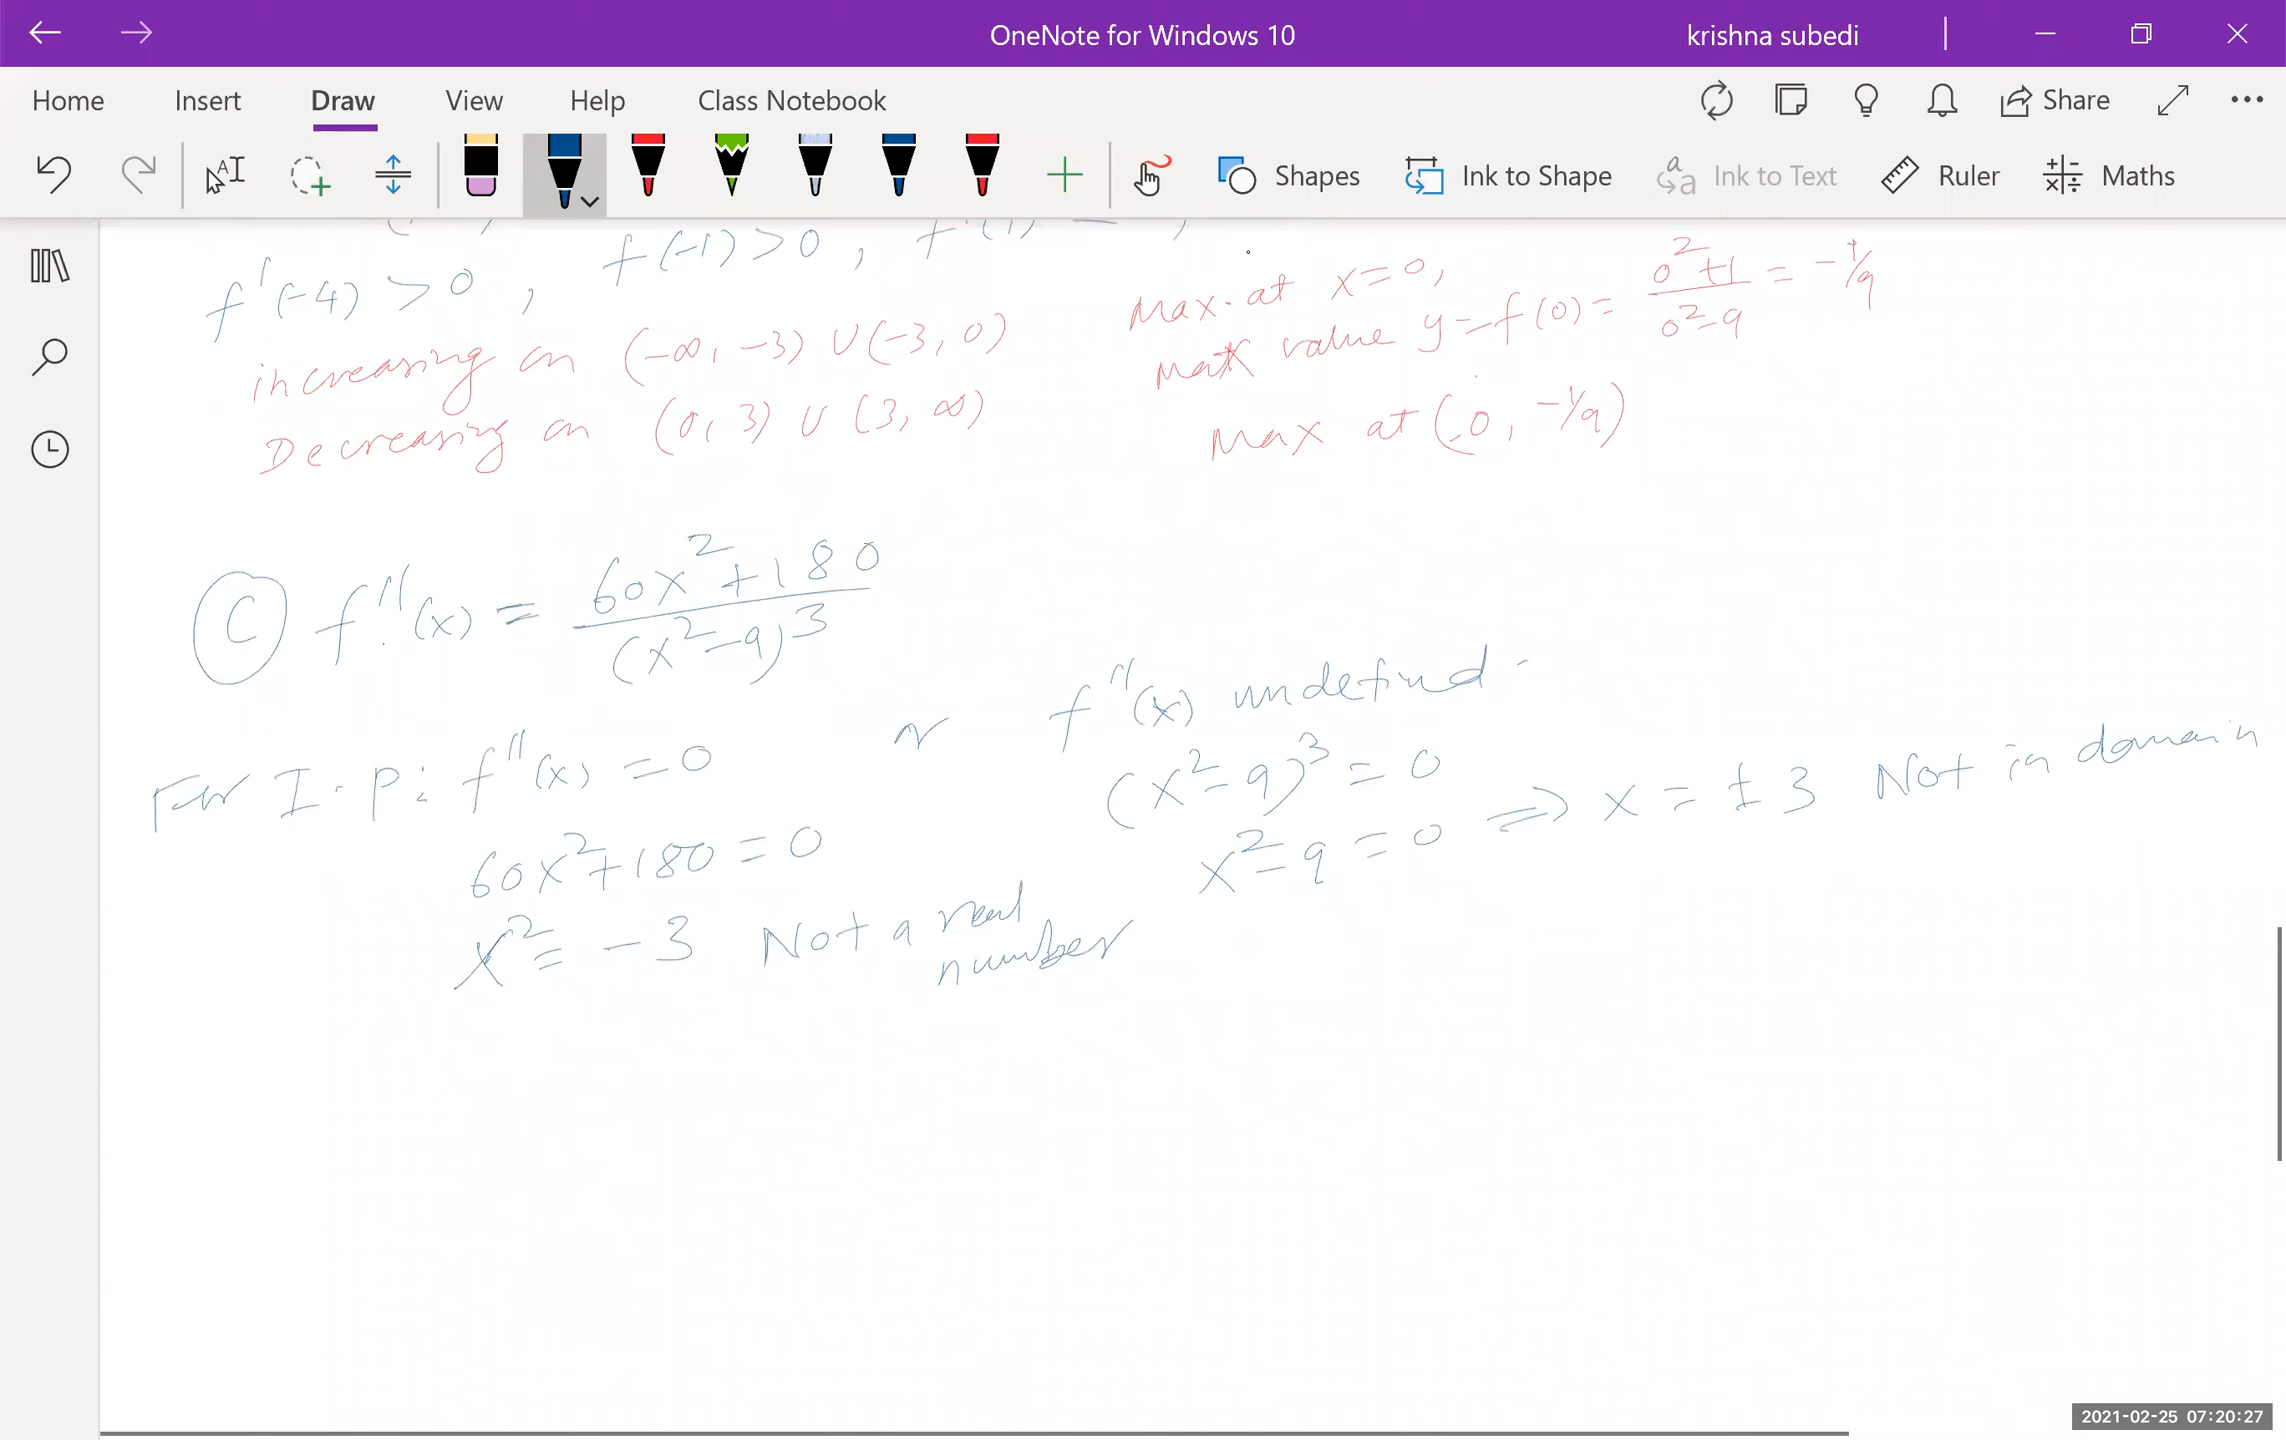 OneNote for Windows 10
krishna subedi
Home Insert Draw View Help Class Notebook
Share
Shapes Ink to Shape Ink to Text Ruler Maths
f'(-4) > 0 , f(-1) > 0 ,
increasing on (-∞, -3) ∪ (-3, 0)
Decreasing on (0, 3) ∪ (3, ∞)
Max. at x = 0,
value y = f(0) = (0²+1)/(0²-9) = -1/9
Max at (0, -1/9)
C f''(x) = (60x²+180)/(x²-9)³
For I.P: f''(x) = 0 or f''(x) undefind.
60x²+180 = 0
x² = -3 Not a real number
(x²-9)³ = 0
x²-9 = 0 ⇒ x = ±3 Not in domain
2021-02-25 07:20:27